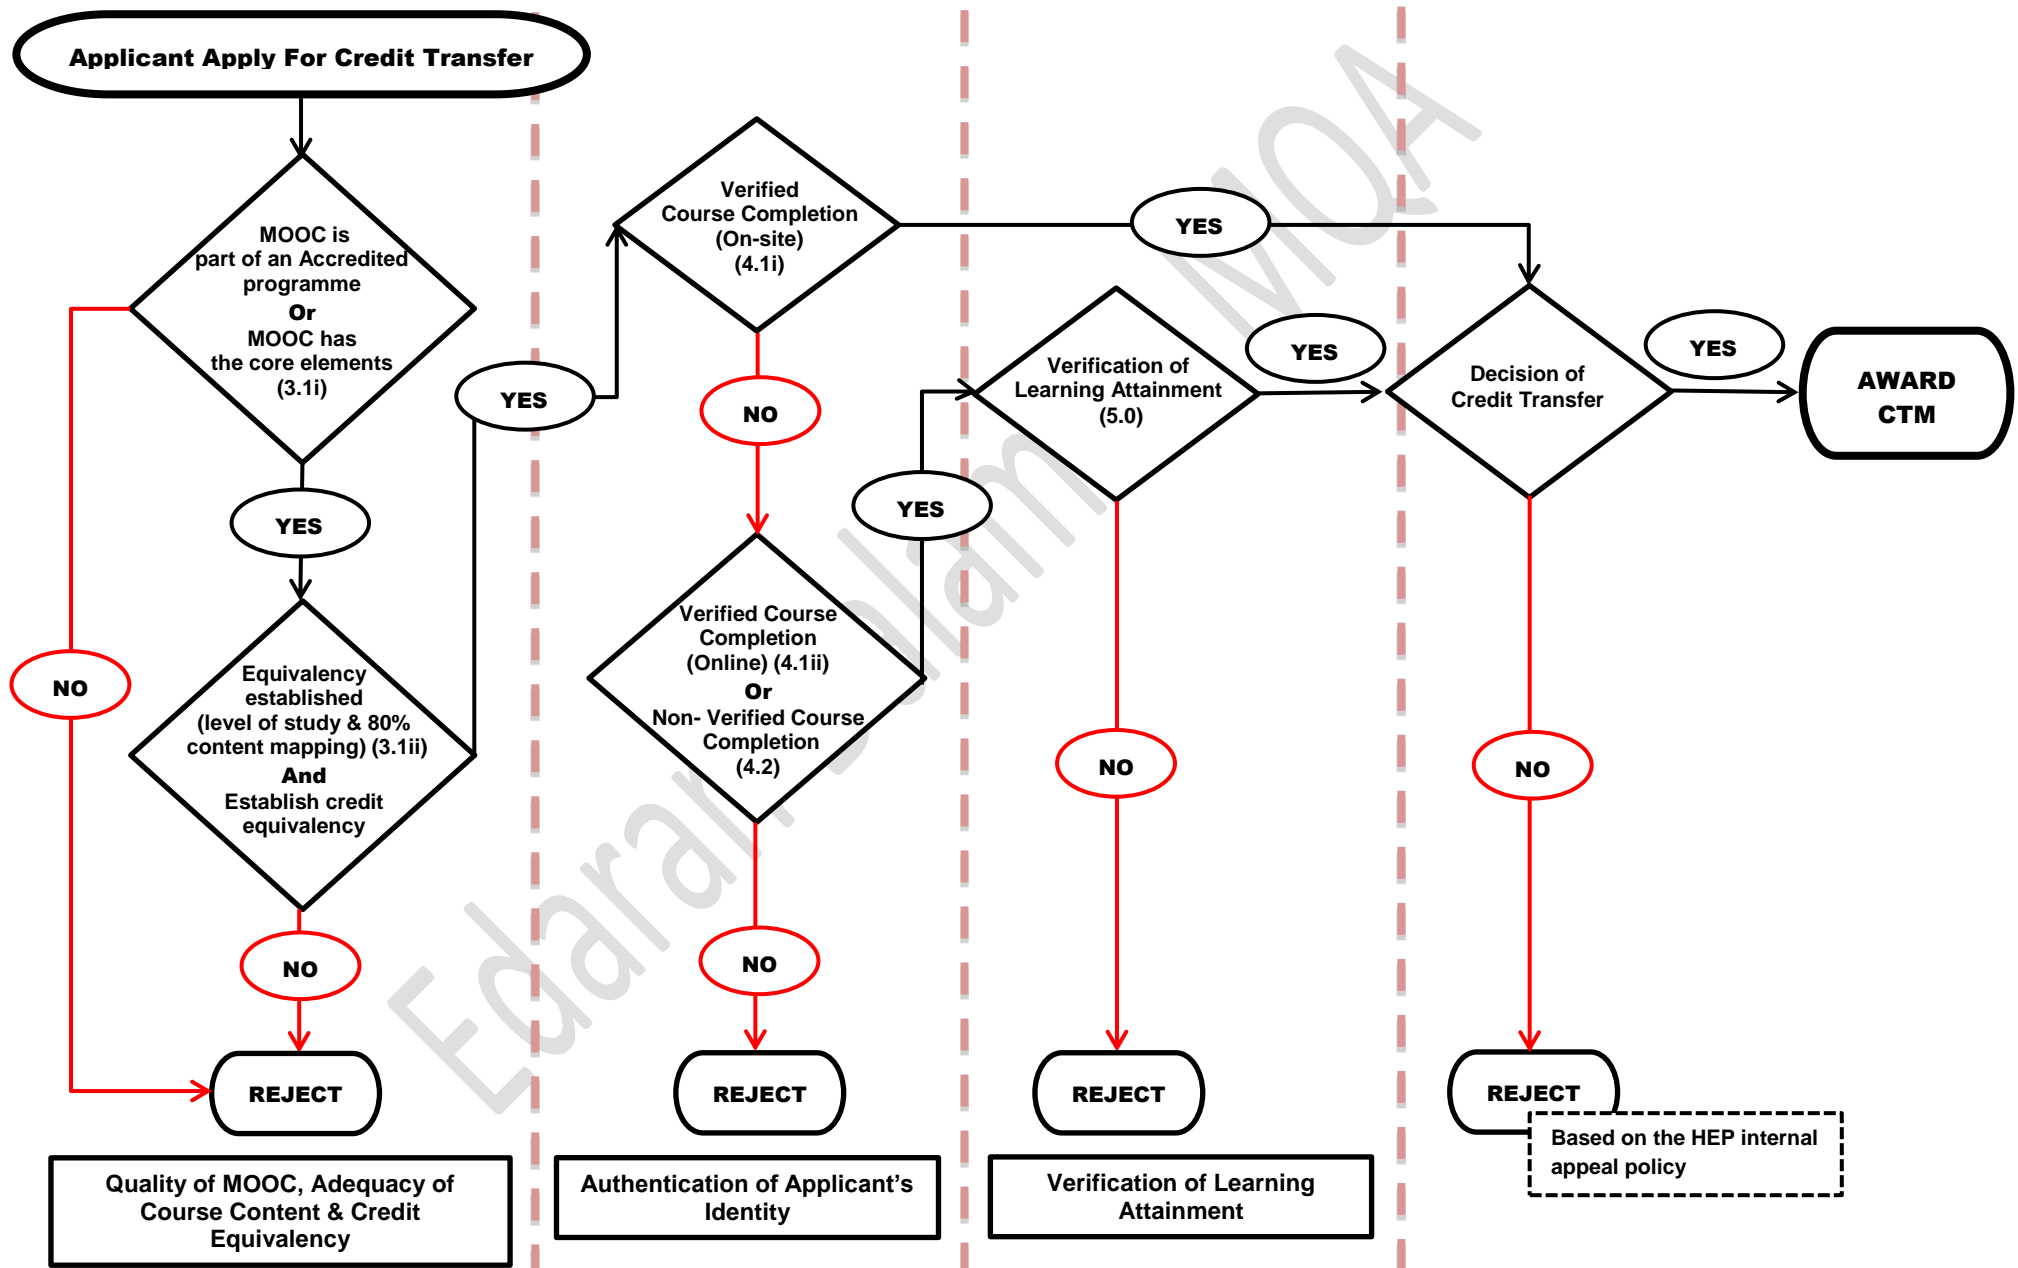 Applicant Apply For Credit Transfer
MOOC is
part of an Accredited
programme
Or
MOOC has
the core elements
(3.1i)
NO
YES
Equivalency
established
(level of study & 80%
content mapping) (3.1ii)
And
Establish credit
equivalency
NO
REJECT
Quality of MOOC, Adequacy of
Course Content & Credit
Equivalency
YES
Verified
Course Completion
(On-site)
(4.1i)
YES
NO
Verified Course
Completion
(Online) (4.1ii)
Or
Non- Verified Course
Completion
(4.2)
NO
REJECT
Authentication of Applicant's
Identity
YES
Verification of
Learning Attainment
(5.0)
YES
NO
REJECT
Verification of Learning
Attainment
Decision of
Credit Transfer
YES
AWARD
CTM
NO
REJECT
Based on the HEP internal
appeal policy
Edaran Dalam MQA